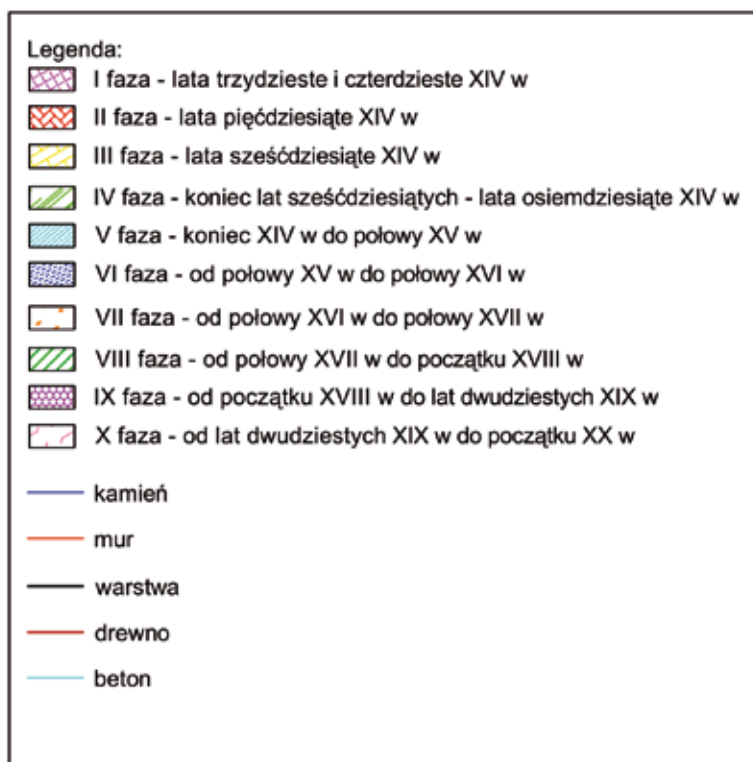 Legenda:
I faza - lata trzydzieste i czterdzieste XIV w
II faza - lata pięćdziesiąte XIV w
III faza - lata sześćdziesiąte XIV w
IV faza - koniec lat sześćdziesiątych - lata osiemdziesiąte XIV w
V faza - koniec XIV w do połowy XV w
VI faza - od połowy XV w do połowy XVI w
VII faza - od połowy XVI w do połowy XVII w
VIII faza - od połowy XVII w do początku XVIII w
IX faza - od początku XVIII w do lat dwudziestych XIX w
X faza - od lat dwudziestych XIX w do początku XX w
kamień
mur
warstwa
drewno
beton